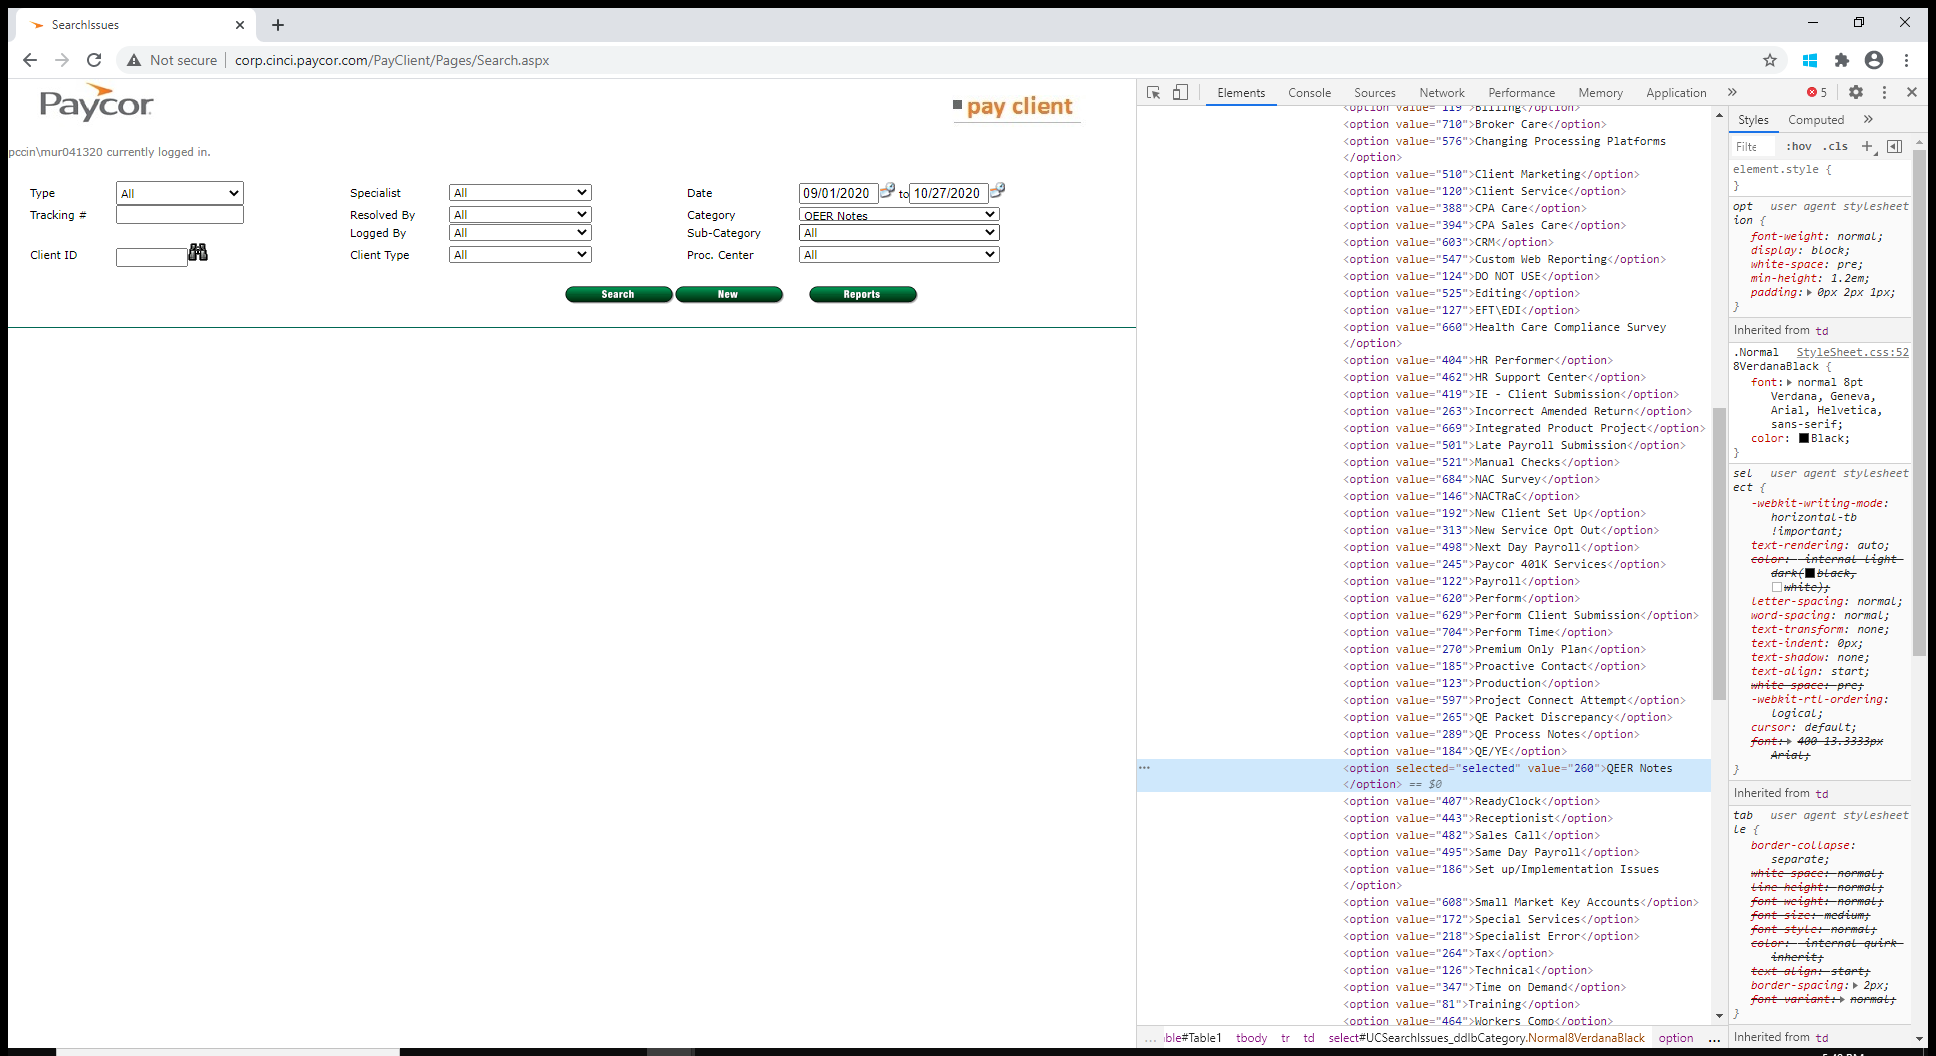 SearchIssues
Not secure corp.cinci.paycor.com/PayClient/Pages/Search.aspx
Paycor
pay client
pccin\mur041320 currently logged in.
Type All Specialist All Date 09/01/2020 to 10/27/2020
Tracking # Resolved By All Category QEER Notes
Logged By All Sub-Category All
Client ID Client Type All Proc. Center All
Search New Reports
Elements Console Sources Network Performance Memory Application » 5
<option value="119">Billing</option>
<option value="710">Broker Care</option>
<option value="576">Changing Processing Platforms
</option>
<option value="510">Client Marketing</option>
<option value="120">Client Service</option>
<option value="388">CPA Care</option>
<option value="394">CPA Sales Care</option>
<option value="603">CRM</option>
<option value="547">Custom Web Reporting</option>
<option value="124">DO NOT USE</option>
<option value="525">Editing</option>
<option value="127">EFT\EDI</option>
<option value="660">Health Care Compliance Survey
</option>
<option value="404">HR Performer</option>
<option value="462">HR Support Center</option>
<option value="419">IE - Client Submission</option>
<option value="263">Incorrect Amended Return</option>
<option value="669">Integrated Product Project</option>
<option value="501">Late Payroll Submission</option>
<option value="521">Manual Checks</option>
<option value="684">NAC Survey</option>
<option value="146">NACTRaC</option>
<option value="192">New Client Set Up</option>
<option value="313">New Service Opt Out</option>
<option value="498">Next Day Payroll</option>
<option value="245">Paycor 401K Services</option>
<option value="122">Payroll</option>
<option value="620">Perform</option>
<option value="629">Perform Client Submission</option>
<option value="704">Perform Time</option>
<option value="270">Premium Only Plan</option>
<option value="185">Proactive Contact</option>
<option value="123">Production</option>
<option value="597">Project Connect Attempt</option>
<option value="265">QE Packet Discrepancy</option>
<option value="289">QE Process Notes</option>
<option value="184">QE/YE</option>
<option selected="selected" value="260">QEER Notes
</option> == $0
<option value="407">ReadyClock</option>
<option value="443">Receptionist</option>
<option value="482">Sales Call</option>
<option value="495">Same Day Payroll</option>
<option value="186">Set up/Implementation Issues
</option>
<option value="608">Small Market Key Accounts</option>
<option value="172">Special Services</option>
<option value="218">Specialist Error</option>
<option value="264">Tax</option>
<option value="126">Technical</option>
<option value="347">Time on Demand</option>
<option value="81">Training</option>
<option value="464">Workers Comp</option>
... ble#Table1 tbody tr td select#UCSearchIssues_ddlbCategory.Normal8VerdanaBlack option ...
Styles Computed »
Filte :hov .cls +
element.style {
}
opt user agent stylesheet
ion {
font-weight: normal;
display: block;
white-space: pre;
min-height: 1.2em;
padding: 0px 2px 1px;
}
Inherited from td
.Normal StyleSheet.css:52
8VerdanaBlack {
font: normal 8pt
Verdana, Geneva,
Arial, Helvetica,
sans-serif;
color: Black;
}
sel user agent stylesheet
ect {
-webkit-writing-mode:
horizontal-tb
!important;
text-rendering: auto;
color: -internal-light-
dark(black,
white);
letter-spacing: normal;
word-spacing: normal;
text-transform: none;
text-indent: 0px;
text-shadow: none;
text-align: start;
white-space: pre;
-webkit-rtl-ordering:
logical;
cursor: default;
font: 400 13.3333px
Arial;
}
Inherited from td
tab user agent stylesheet
le {
border-collapse:
separate;
white-space: normal;
line-height: normal;
font-weight: normal;
font-size: medium;
font-style: normal;
color: -internal-quirk-
inherit;
text-align: start;
border-spacing: 2px;
font-variant: normal;
}
Inherited from td